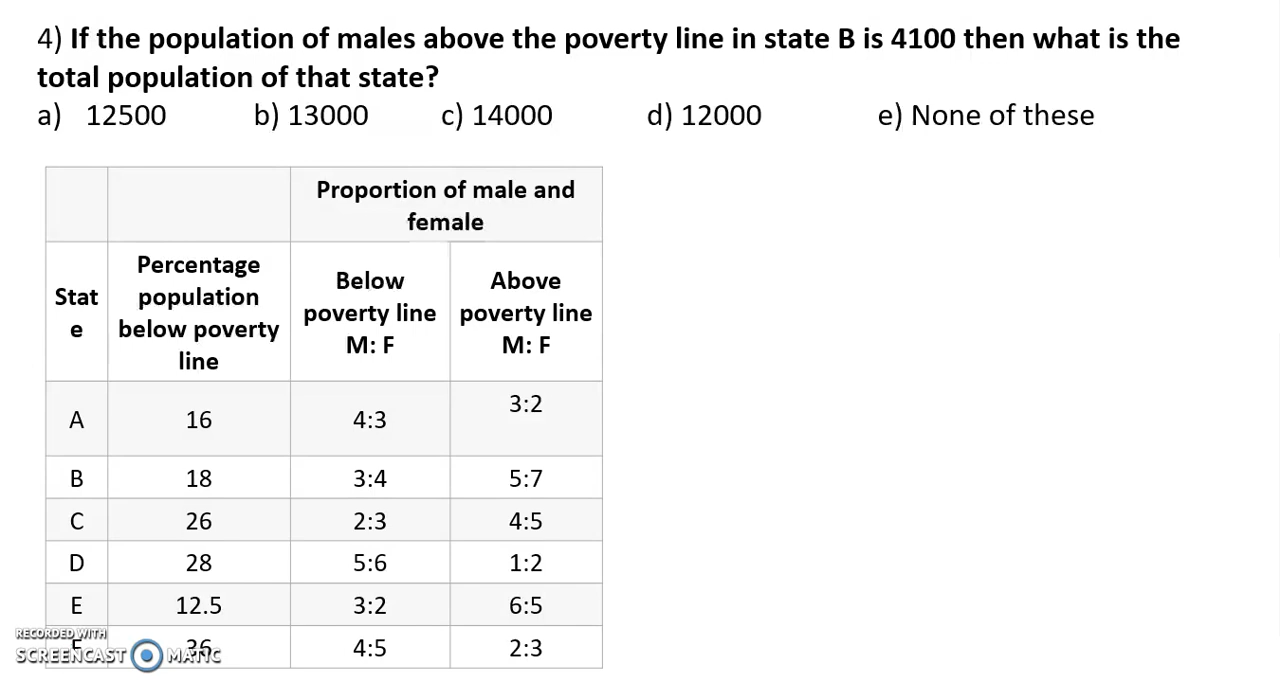 4) If the population of males above the poverty line in state B is 4100 then what is the
total population of that state?
a) 12500 b) 13000 c) 14000 d) 12000 e) None of these
Proportion of male and
female
Stat
e
Percentage
population
below poverty
line
Below
poverty line
M: F
Above
poverty line
M: F
A 16 4:3 3:2
B 18 3:4 5:7
C 26 2:3 4:5
D 28 5:6 1:2
E 12.5 3:2 6:5
F 36 4:5 2:3
RECORDED WITH
SCREENCAST MATIC